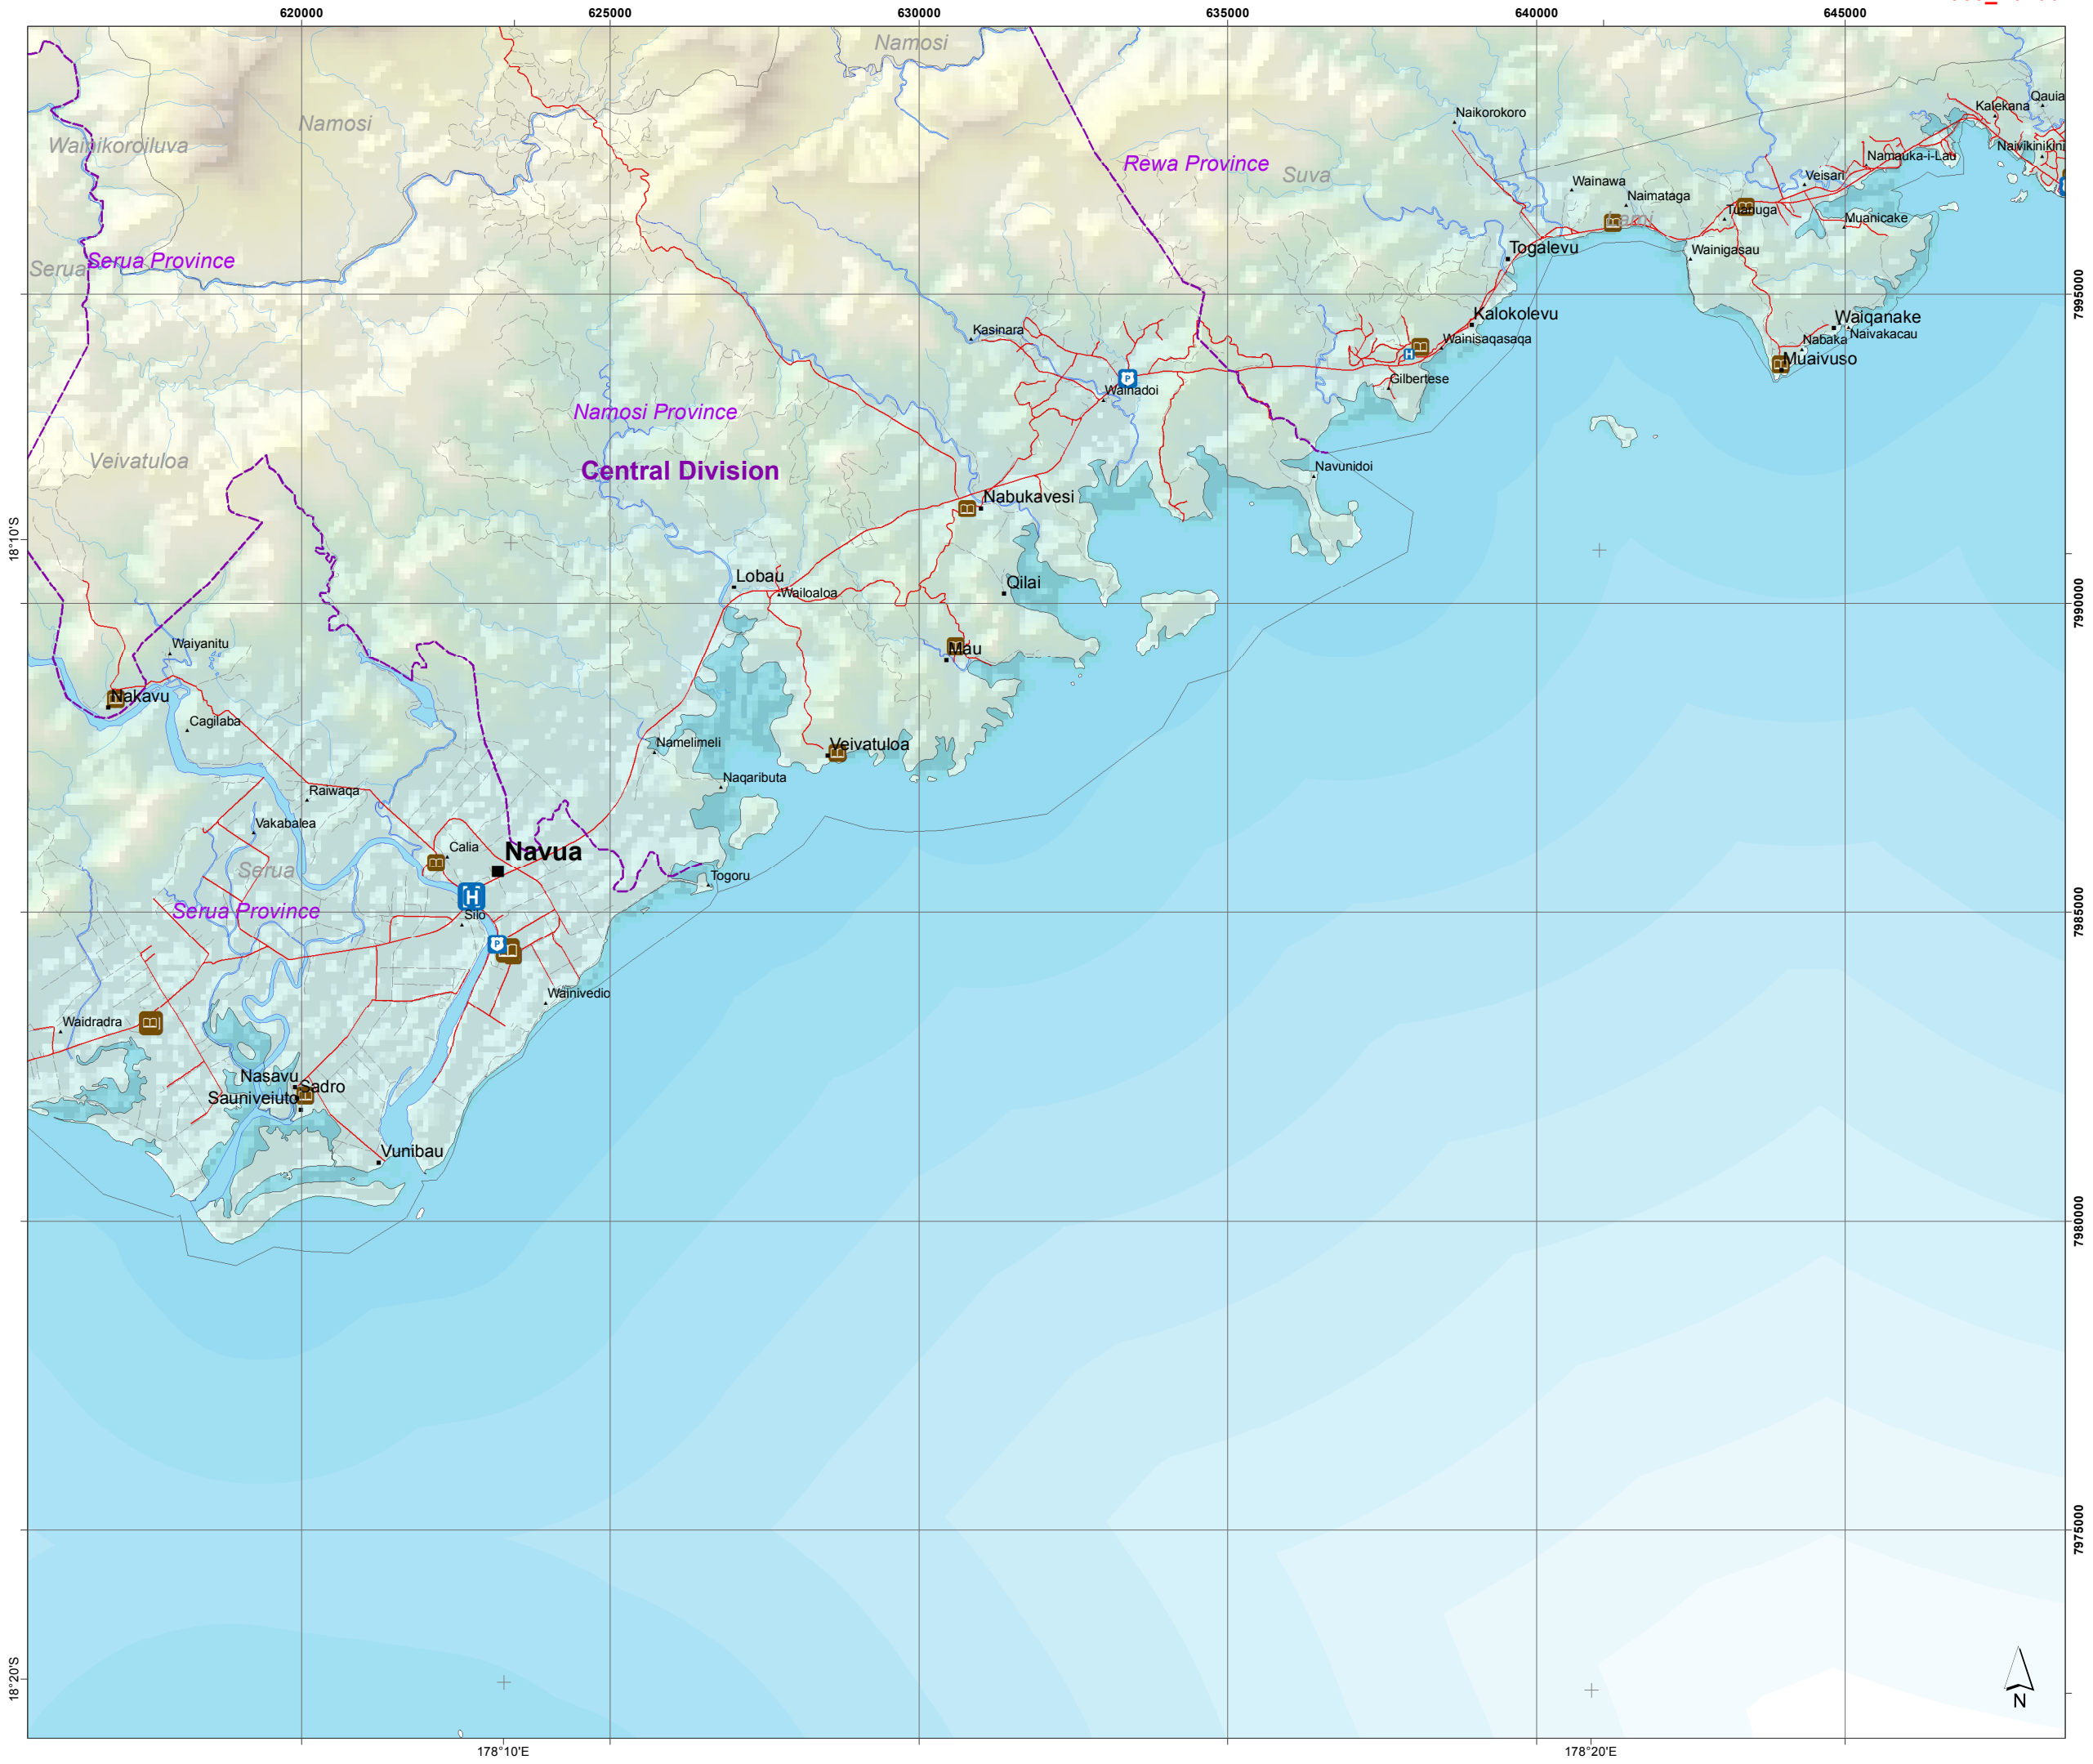 620000 625000 630000 635000 640000 645000
Namosi
Namosi
Wainikoroiluva
Serua
Serua Province
Rewa Province
Suva
Naikorokoro
Kalekana
Qauia
Naivikinikini
Namauka-i-Lau
Veisari
Wainawa
Naimataga
Lami
Tuabuga
Muanicake
Togalevu
Wainigasau
7995000
Kasinara
Kalokolevu
Wainisaqasaqa
Waiqanake
Naivakacau
Nabaka
Muaivuso
P
H
Wainadoi
Gilbertese
Namosi Province
Veivatuloa
Central Division
Navunidoi
Nabukavesi
18°10'S
Lobau
Wailoaloa
Qilai
7990000
Waiyanitu
Mau
Nakavu
Cagilaba
Namelimeli
Veivatuloa
Naqaributa
Raiwaqa
Vakabalea
Calia
Navua
Serua
Togoru
H
Serua Province
Silo
7985000
P
Wainivedio
Waidradra
Nasavu
Sadro
Sauniveiuto
Vunibau
7980000
7975000
18°20'S
N
178°10'E 178°20'E